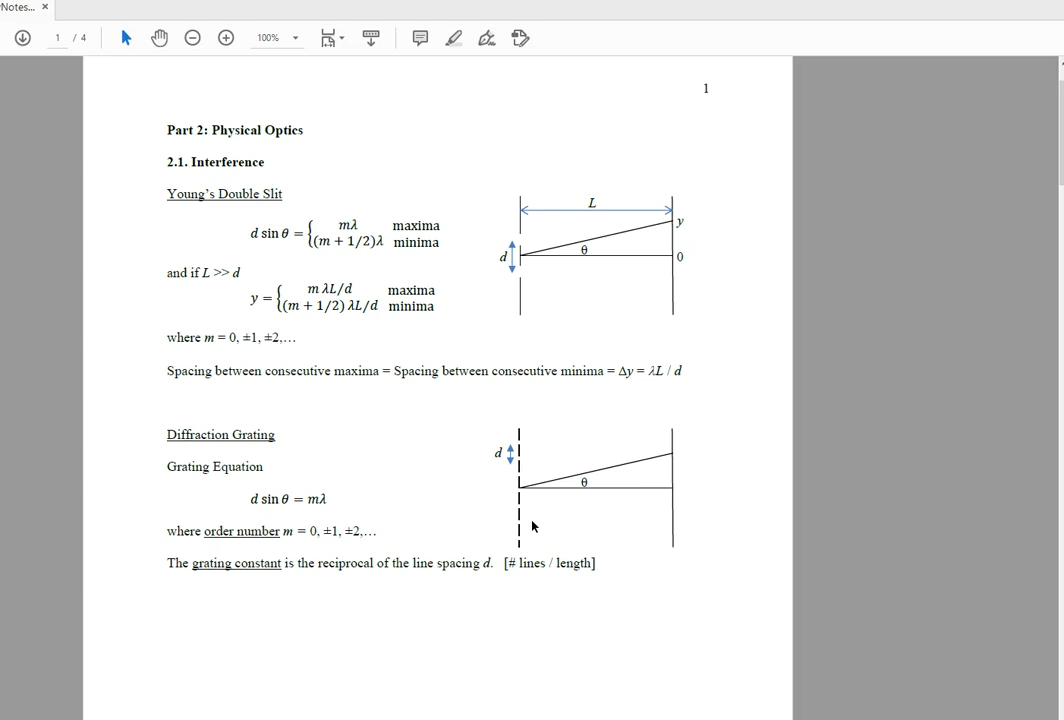 Notes...
1 / 4
100%
1
Part 2: Physical Optics
2.1. Interference
Young's Double Slit
d sin θ = { mλ maxima
(m + 1/2)λ minima
L
y
θ
d
0
and if L >> d
y = { m λL/d maxima
(m + 1/2) λL/d minima
where m = 0, ±1, ±2,…
Spacing between consecutive maxima = Spacing between consecutive minima = Δy = λL / d
Diffraction Grating
d
Grating Equation
θ
d sin θ = mλ
where order number m = 0, ±1, ±2,…
The grating constant is the reciprocal of the line spacing d. [# lines / length]